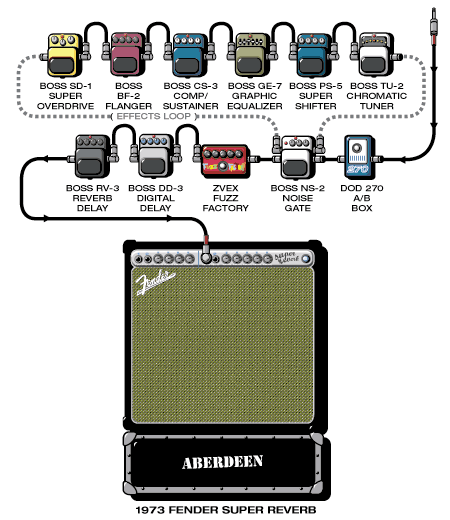 BOSS SD-1
SUPER
OVERDRIVE
BOSS
BF-2
FLANGER
BOSS CS-3
COMP/
SUSTAINER
BOSS GE-7
GRAPHIC
EQUALIZER
BOSS PS-5
SUPER
SHIFTER
BOSS TU-2
CHROMATIC
TUNER
( EFFECTS LOOP )
BOSS RV-3
REVERB
DELAY
BOSS DD-3
DIGITAL
DELAY
ZVEX
FUZZ
FACTORY
BOSS NS-2
NOISE
GATE
270
DOD 270
A/B
BOX
super
reverb
Fender
ABERDEEN
1973 FENDER SUPER REVERB